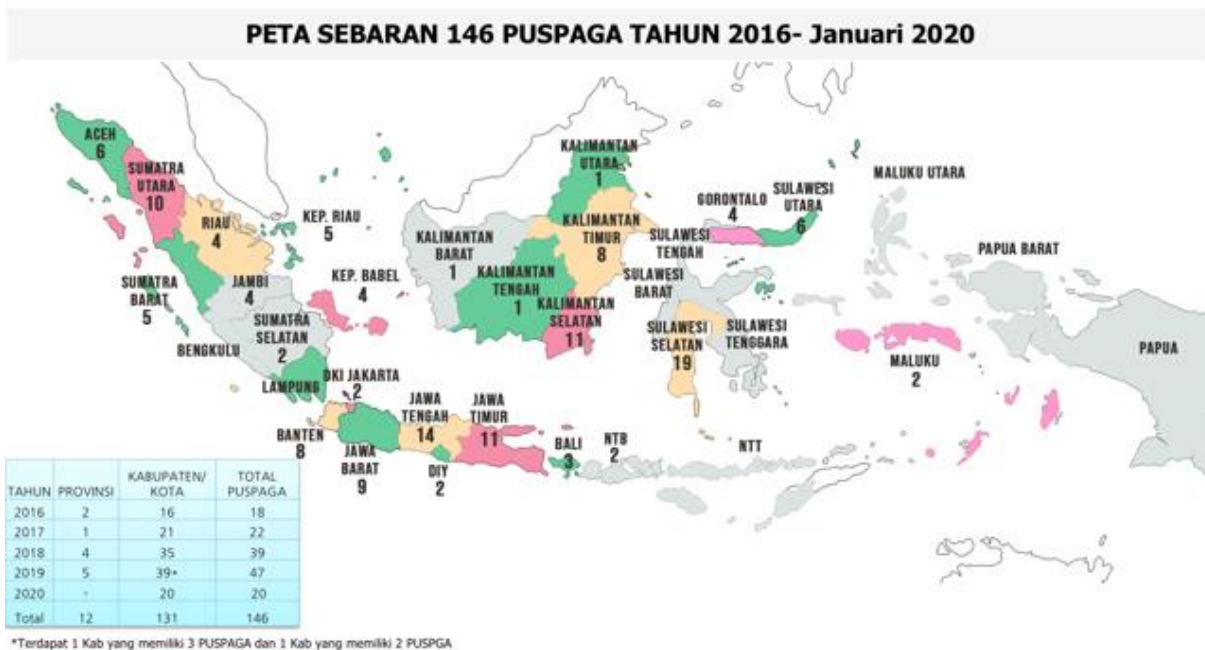 PETA SEBARAN 146 PUSPAGA TAHUN 2016- Januari 2020
ACEH
6
SUMATRA
UTARA
10
RIAU
4
KEP. RIAU
5
SUMATRA
BARAT
5
JAMBI
4
KEP. BABEL
4
SUMATRA
SELATAN
2
BENGKULU
LAMPUNG
DKI JAKARTA
2
BANTEN
8
JAWA
BARAT
9
JAWA
TENGAH
14
DIY
2
JAWA
TIMUR
11
BALI
3
NTB
2
NTT
KALIMANTAN
UTARA
1
KALIMANTAN
BARAT
1
KALIMANTAN
TENGAH
1
KALIMANTAN
TIMUR
8
KALIMANTAN
SELATAN
11
GORONTALO
4
SULAWESI
UTARA
6
SULAWESI
TENGAH
SULAWESI
BARAT
SULAWESI
SELATAN
19
SULAWESI
TENGGARA
MALUKU UTARA
MALUKU
2
PAPUA BARAT
PAPUA
TAHUN PROVINSI KABUPATEN/ KOTA TOTAL PUSPAGA
2016 2 16 18
2017 1 21 22
2018 4 35 39
2019 5 39* 47
2020 - 20 20
Total 12 131 146
*Terdapat 1 Kab yang memiliki 3 PUSPAGA dan 1 Kab yang memiliki 2 PUSPGA